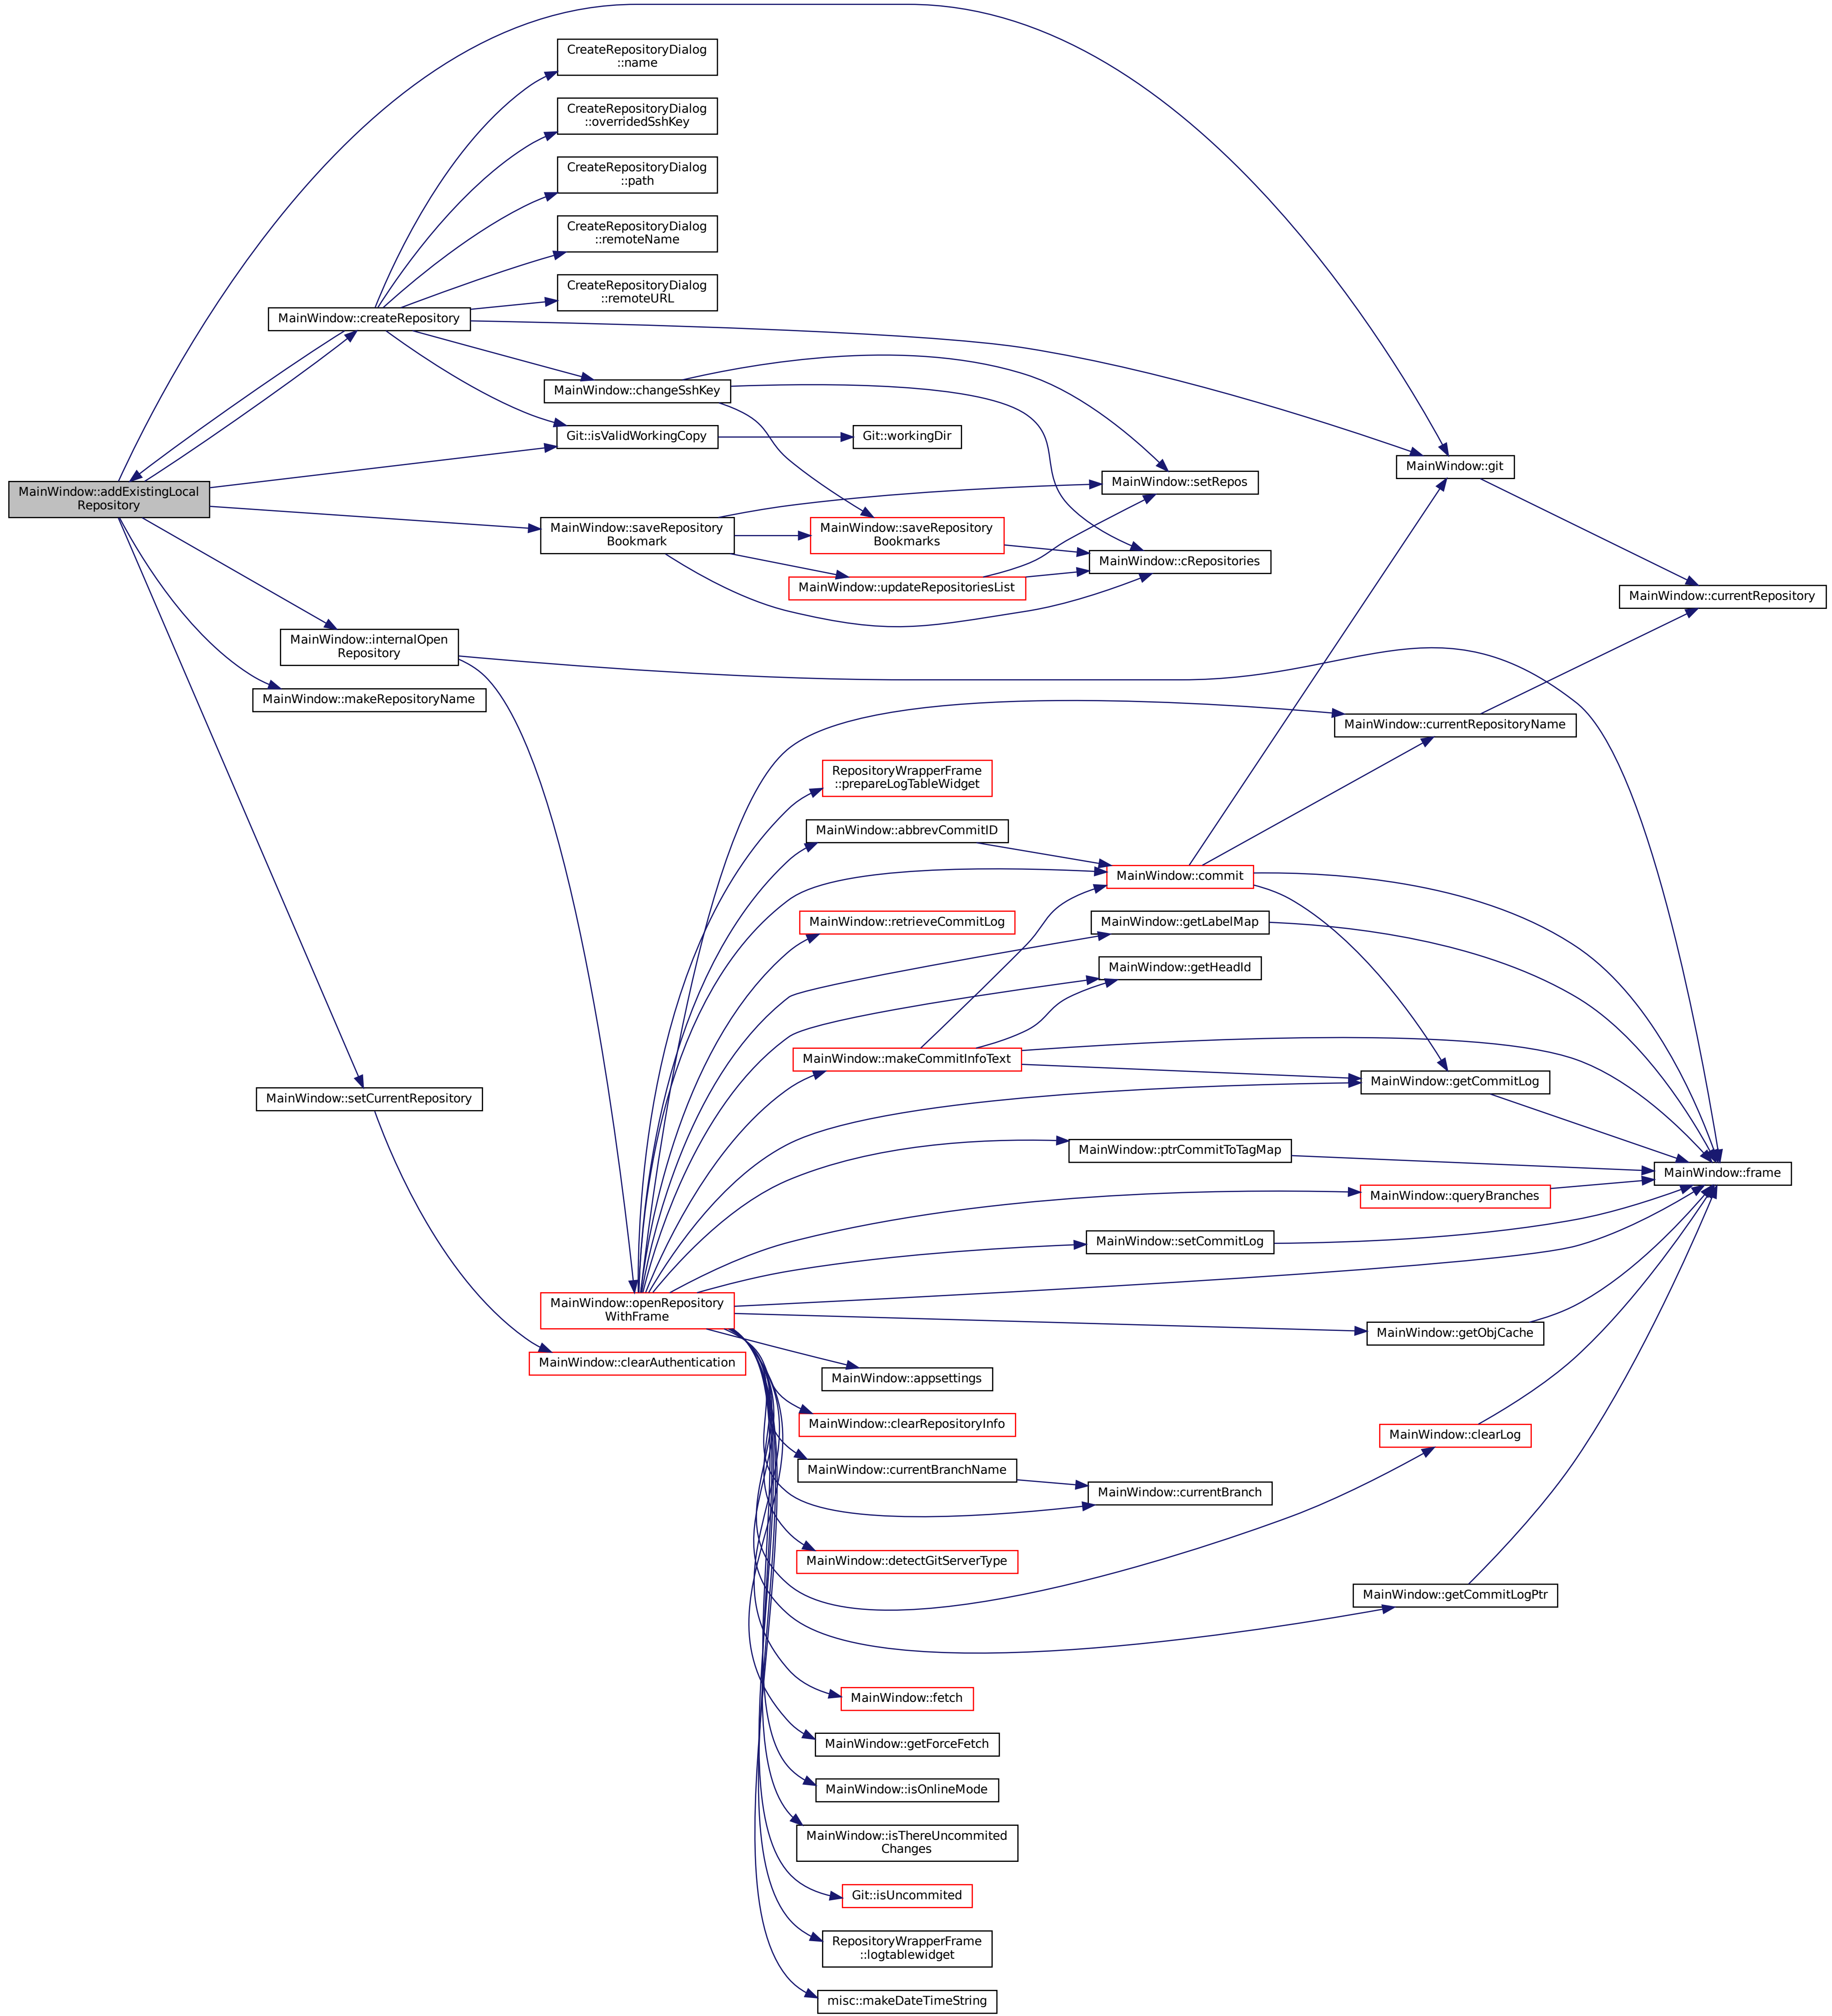 CreateRepositoryDialog
::name
CreateRepositoryDialog
::overridedSshKey
CreateRepositoryDialog
::path
CreateRepositoryDialog
::remoteName
CreateRepositoryDialog
::remoteURL
MainWindow::createRepository
MainWindow::changeSshKey
Git::isValidWorkingCopy
Git::workingDir
MainWindow::git
MainWindow::setRepos
MainWindow::addExistingLocal
Repository
MainWindow::saveRepository
Bookmark
MainWindow::saveRepository
Bookmarks
MainWindow::cRepositories
MainWindow::updateRepositoriesList
MainWindow::currentRepository
MainWindow::internalOpen
Repository
MainWindow::makeRepositoryName
MainWindow::currentRepositoryName
RepositoryWrapperFrame
::prepareLogTableWidget
MainWindow::abbrevCommitID
MainWindow::commit
MainWindow::retrieveCommitLog
MainWindow::getLabelMap
MainWindow::getHeadId
MainWindow::makeCommitInfoText
MainWindow::getCommitLog
MainWindow::setCurrentRepository
MainWindow::ptrCommitToTagMap
MainWindow::frame
MainWindow::queryBranches
MainWindow::setCommitLog
MainWindow::openRepository
WithFrame
MainWindow::getObjCache
MainWindow::clearAuthentication
MainWindow::appsettings
MainWindow::clearRepositoryInfo
MainWindow::clearLog
MainWindow::currentBranchName
MainWindow::currentBranch
MainWindow::detectGitServerType
MainWindow::getCommitLogPtr
MainWindow::fetch
MainWindow::getForceFetch
MainWindow::isOnlineMode
MainWindow::isThereUncommited
Changes
Git::isUncommited
RepositoryWrapperFrame
::logtablewidget
misc::makeDateTimeString